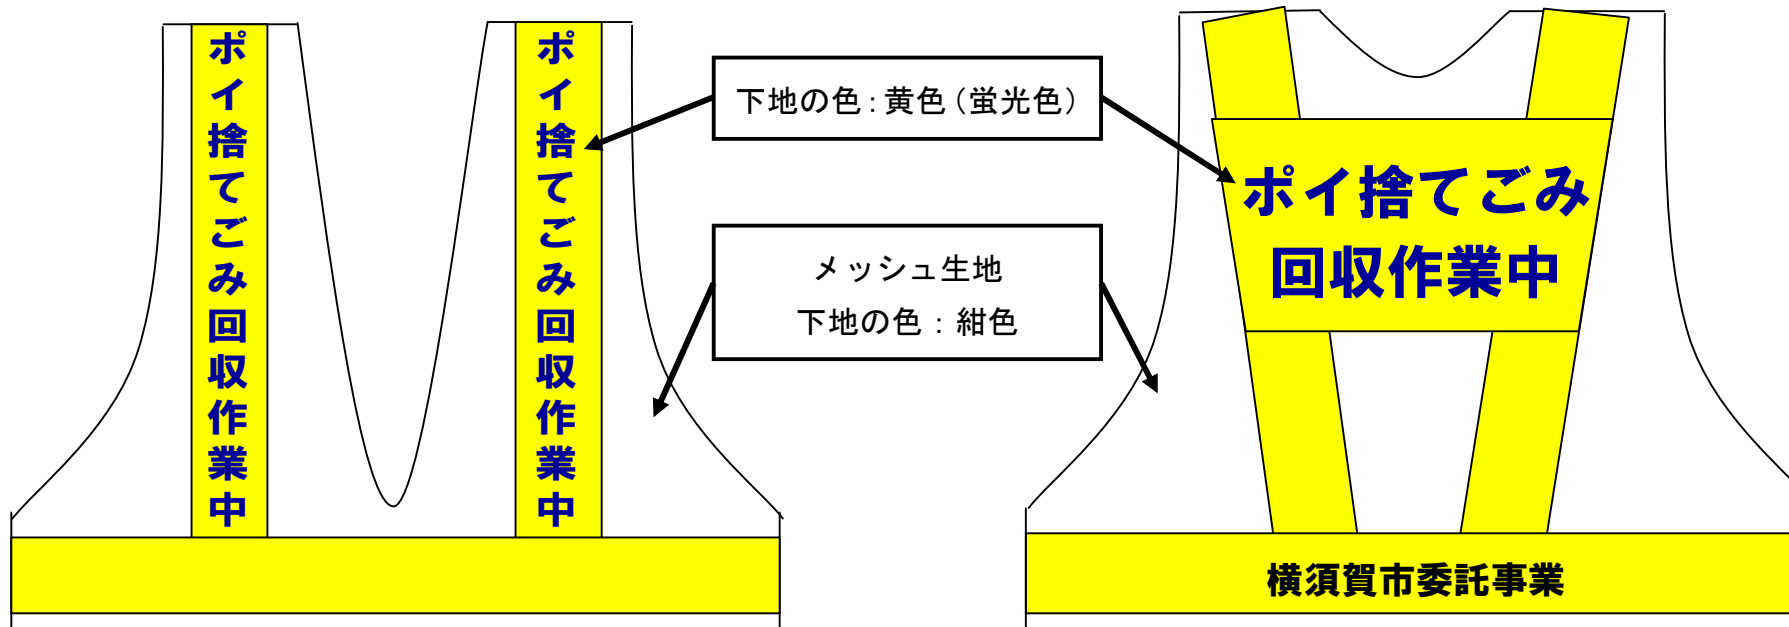 ポイ捨てごみ回収作業中
ポイ捨てごみ回収作業中
下地の色：黄色（蛍光色）
メッシュ生地
下地の色：紺色
ポイ捨てごみ
回収作業中
横須賀市委託事業